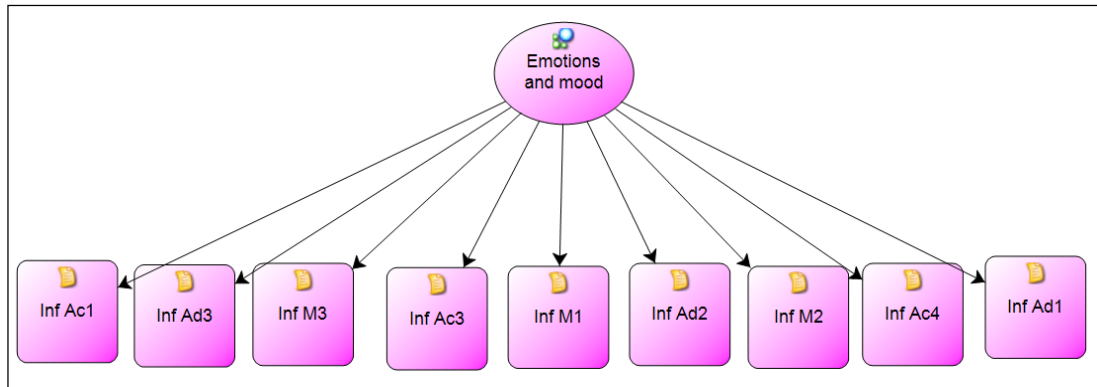 Emotions
and mood
Inf Ac1
Inf Ad3
Inf M3
Inf Ac3
Inf M1
Inf Ad2
Inf M2
Inf Ac4
Inf Ad1